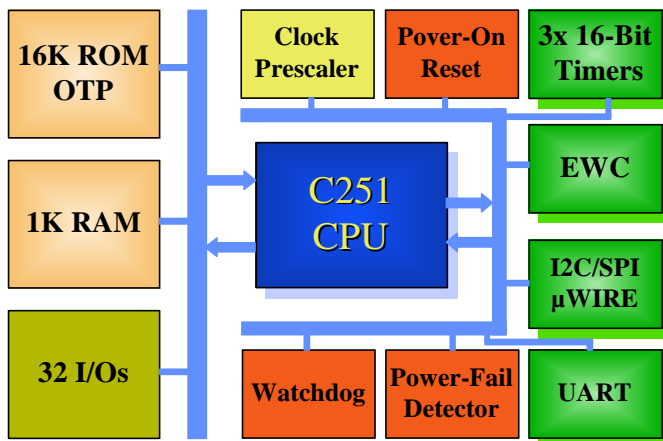 16K ROM
OTP
Clock
Prescaler
Pover-On
Reset
3x 16-Bit
Timers
1K RAM
C251
CPU
EWC
I2C/SPI
µWIRE
32 I/Os
Watchdog
Power-Fail
Detector
UART